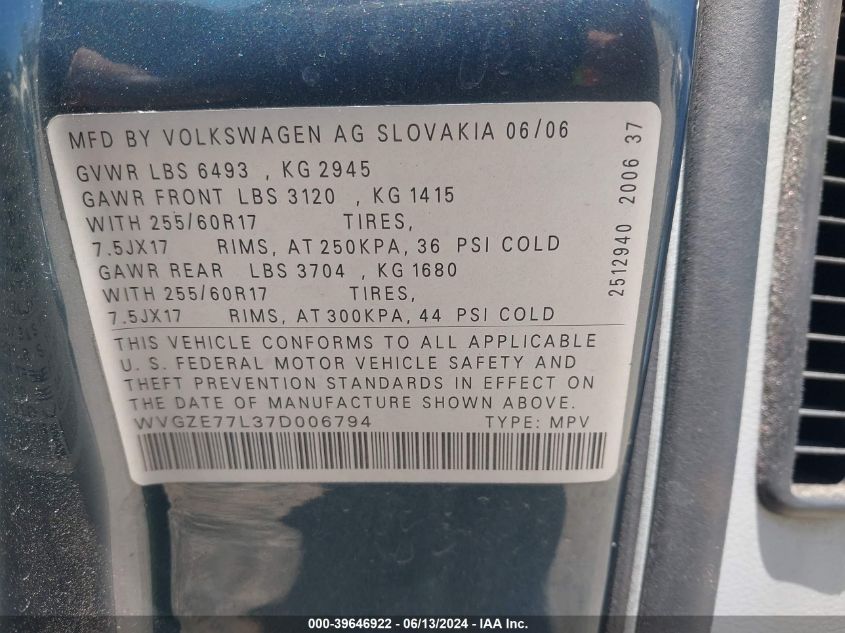 MFD BY VOLKSWAGEN AG SLOVAKIA 06/06
GVWR LBS 6493 , KG 2945
GAWR FRONT LBS 3120 , KG 1415
WITH 255/60R17 TIRES,
7.5JX17 RIMS, AT 250KPA, 36 PSI COLD
GAWR REAR LBS 3704 , KG 1680
WITH 255/60R17 TIRES,
7.5JX17 RIMS, AT 300KPA, 44 PSI COLD
THIS VEHICLE CONFORMS TO ALL APPLICABLE
U. S. FEDERAL MOTOR VEHICLE SAFETY AND
THEFT PREVENTION STANDARDS IN EFFECT ON
THE DATE OF MANUFACTURE SHOWN ABOVE.
WVGZE77L37D006794 TYPE: MPV
2512940 2006 37
000-39646922 - 06/13/2024 - IAA Inc.